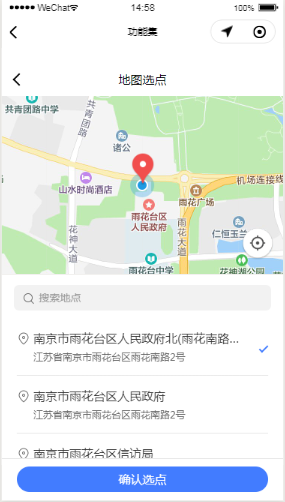 WeChat
14:58
100%
功能集
地图选点
共青团路中学
共青团路
诸公
山水时尚酒店
雨花广场
机场连接线
雨花台区
人民政府
花神大道
雨花大道
仁恒玉兰
雨花台中学
花神湖公园
搜索地点
南京市雨花台区人民政府北(雨花南路...
江苏省南京市雨花台区雨花南路2号
南京市雨花台区人民政府
江苏省南京市雨花台区雨花南路2号
南京市雨花台区信访局
确认选点